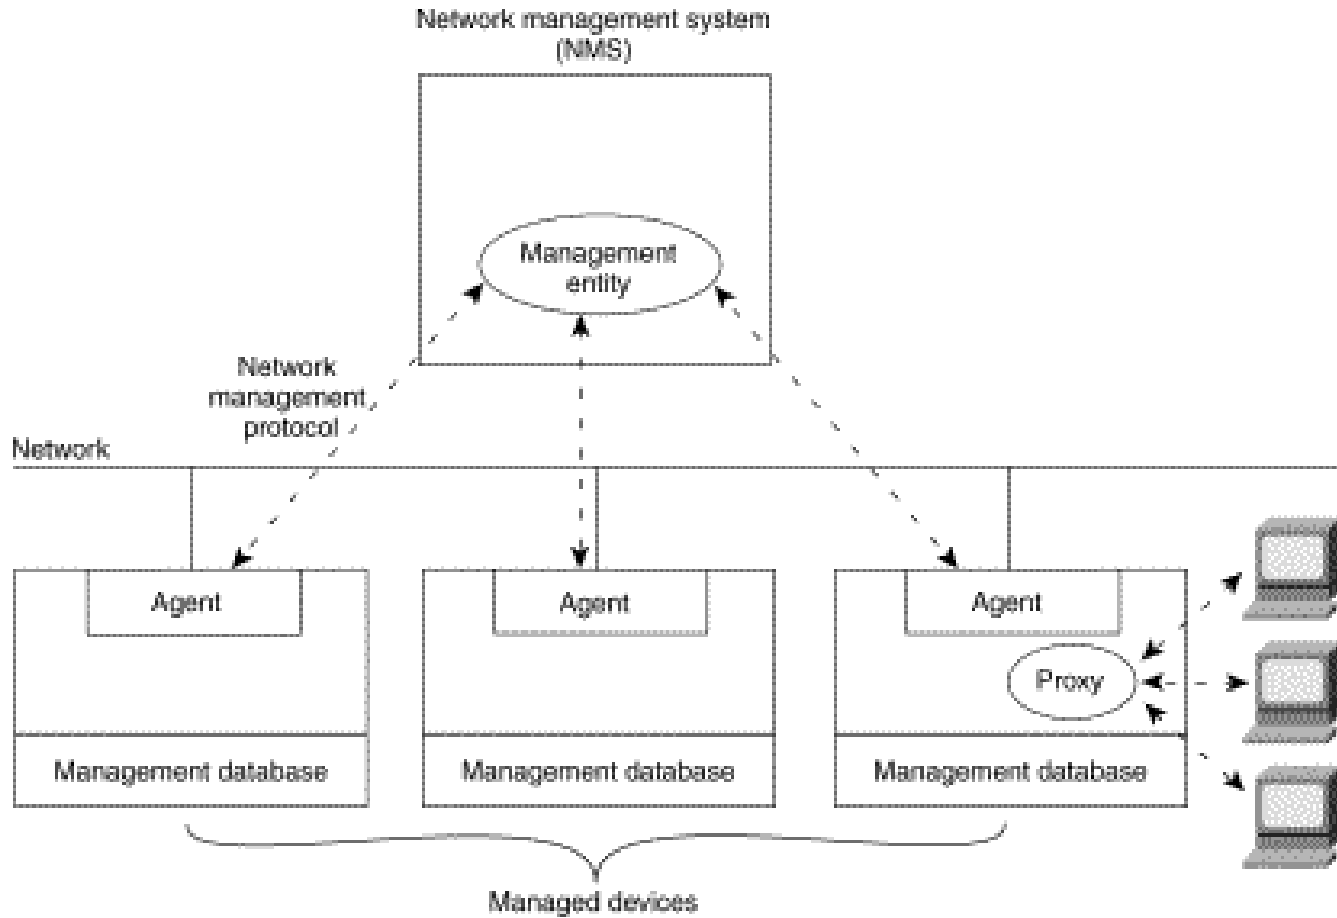 Network management system
(NMS)
Management
entity
Network
management
protocol
Network
Agent
Agent
Agent
Proxy
Management database
Management database
Management database
Managed devices